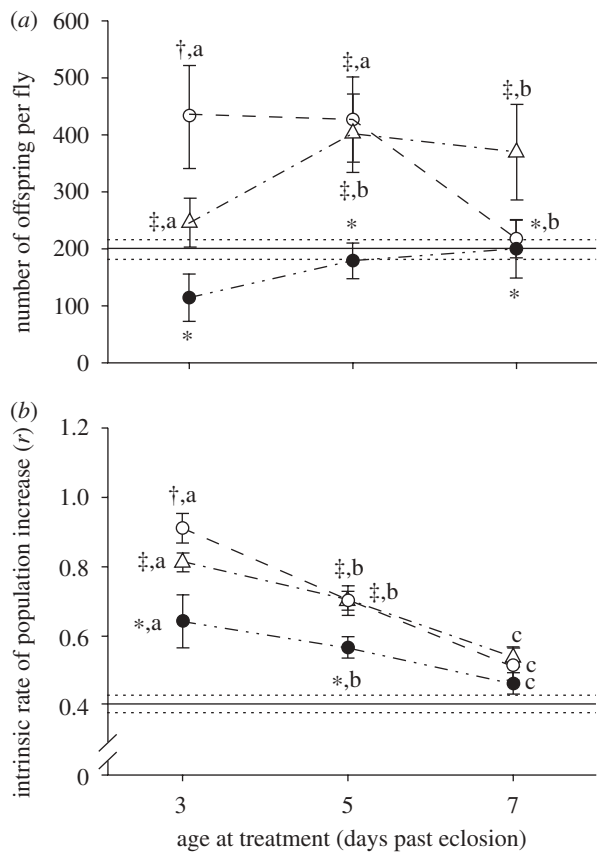 (a)
600
†,a
‡,a
‡,b
500
400
300
‡,a
‡,b
*
*,b
200
100
*
*
0
number of offspring per fly
(b)
1.2
†,a
1.0
‡,a
‡,b
‡,b
0.8
*,a
c
0.6
*,b
c
c
0.4
0
intrinsic rate of population increase (r)
3 5 7
age at treatment (days past eclosion)